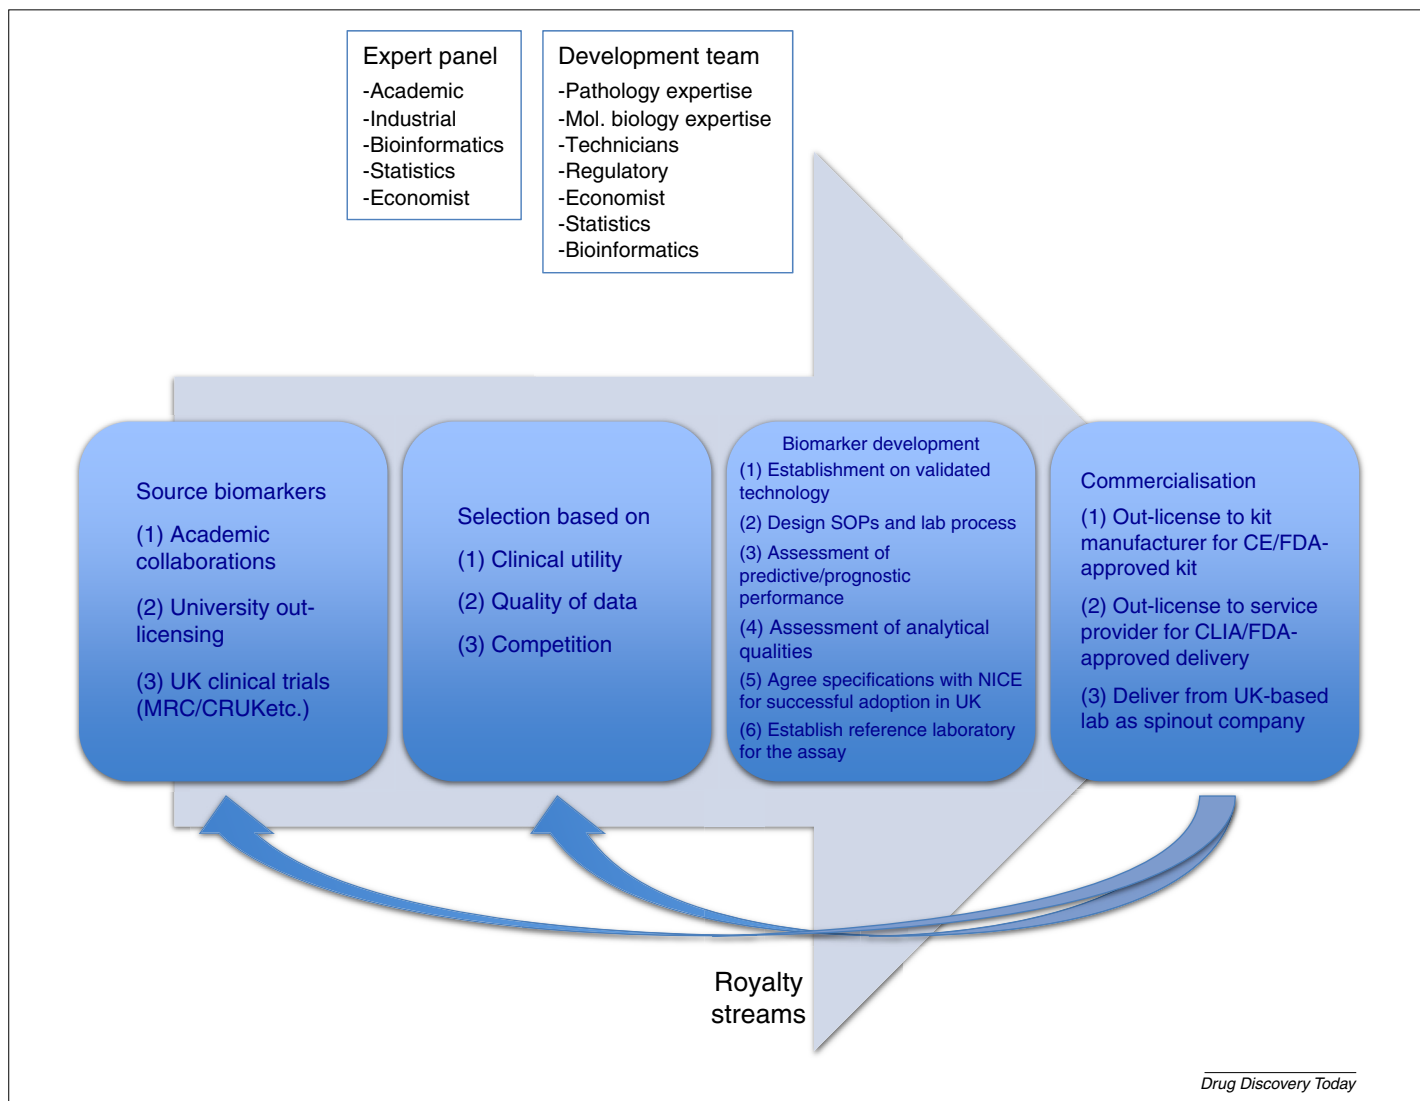 Expert panel
-Academic
-Industrial
-Bioinformatics
-Statistics
-Economist
Development team
-Pathology expertise
-Mol. biology expertise
-Technicians
-Regulatory
-Economist
-Statistics
-Bioinformatics
Source biomarkers
(1) Academic
collaborations
(2) University out-
licensing
(3) UK clinical trials
(MRC/CRUKetc.)
Selection based on
(1) Clinical utility
(2) Quality of data
(3) Competition
Biomarker development
(1) Establishment on validated
technology
(2) Design SOPs and lab process
(3) Assessment of
predictive/prognostic
performance
(4) Assessment of analytical
qualities
(5) Agree specifications with NICE
for successful adoption in UK
(6) Establish reference laboratory
for the assay
Commercialisation
(1) Out-license to kit
manufacturer for CE/FDA-
approved kit
(2) Out-license to service
provider for CLIA/FDA-
approved delivery
(3) Deliver from UK-based
lab as spinout company
Royalty
streams
Drug Discovery Today